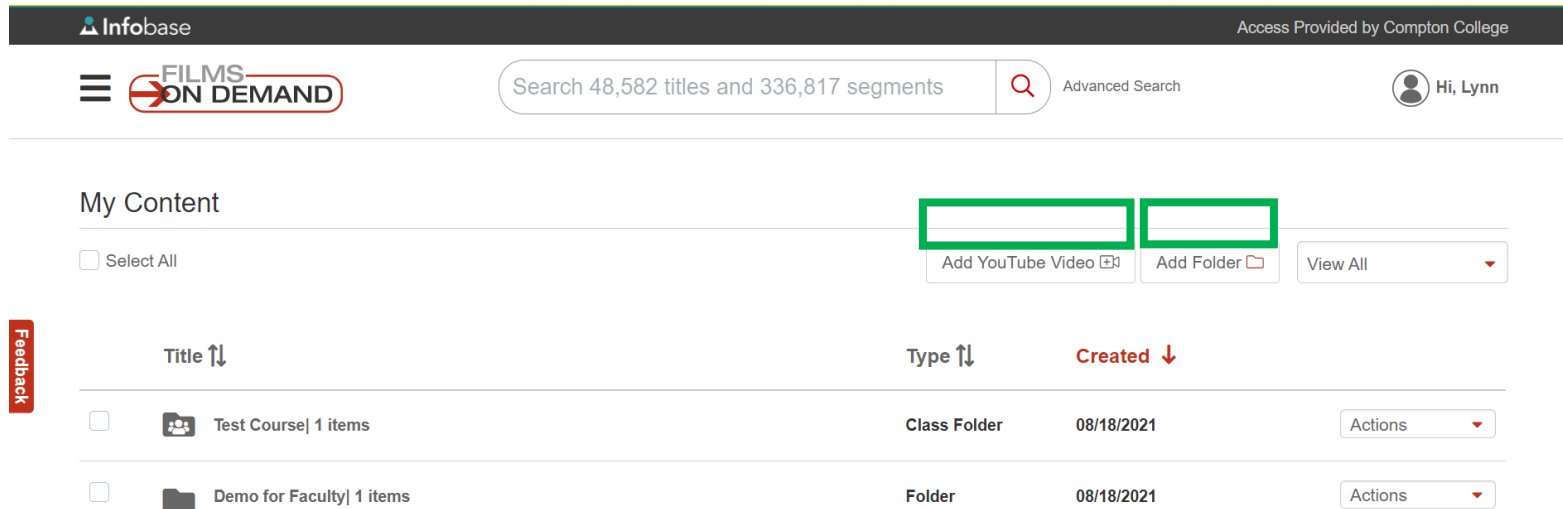 Infobase Access Provided by Compton College
FILMS
ON DEMAND
Search 48,582 titles and 336,817 segments Advanced Search Hi, Lynn
My Content
Select All Add YouTube Video Add Folder View All
Feedback
Title Type Created
Test Course| 1 items Class Folder 08/18/2021 Actions
Demo for Faculty| 1 items Folder 08/18/2021 Actions